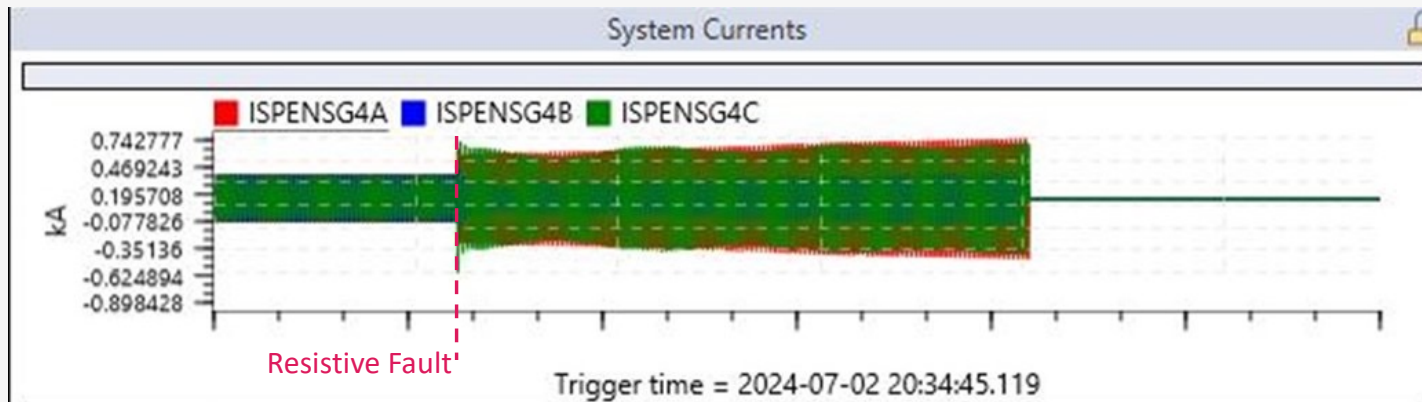 System Currents
ISPENSG4A ISPENSG4B ISPENSG4C
0.742777
0.469243
0.195708
-0.077826
-0.35136
-0.624894
-0.898428
kA
Resistive Fault
Trigger time = 2024-07-02 20:34:45.119